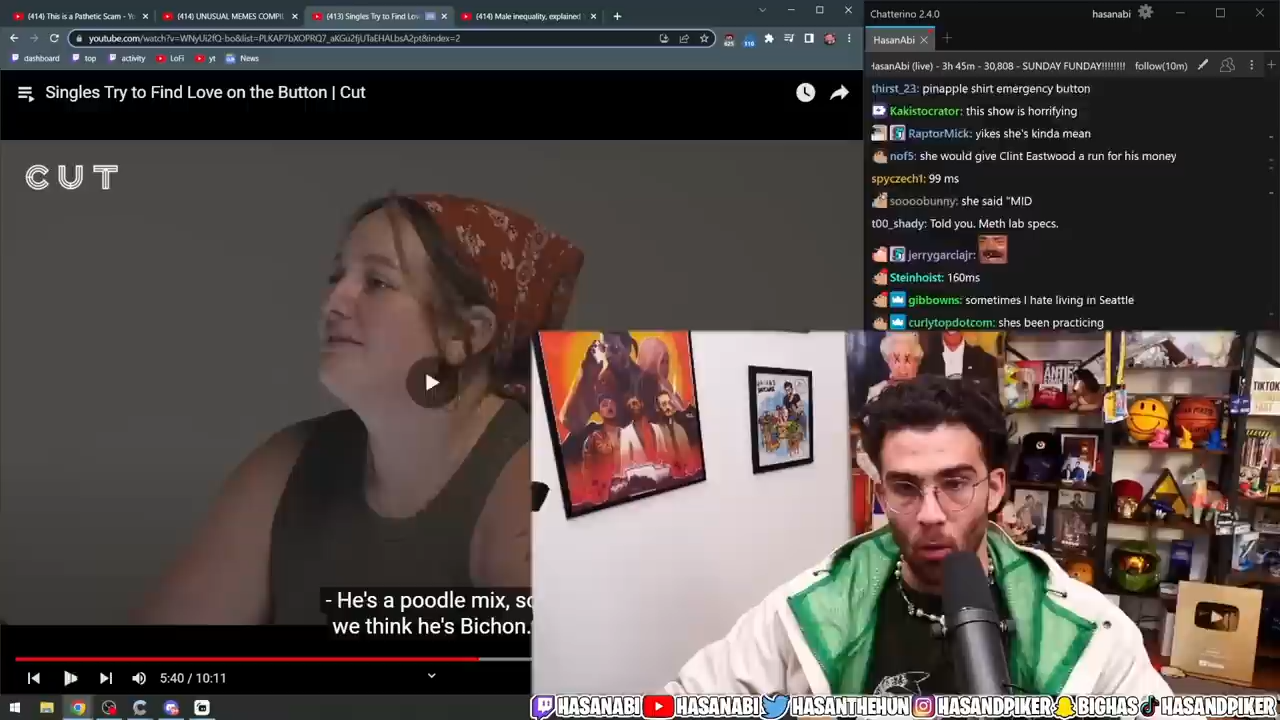 (414) This is a Pathetic Scam - Yo
(414) UNUSUAL MEMES COMPIL
(413) Singles Try to Find Lov
(414) Male inequality, explained
youtube.com/watch?v=WNyUi2fQ-bo&list=PLKAP7bXOPRQ7_aKGu2fjUTaEHALbsA2pt&index=2
dashboard
top
activity
LoFi
yt
News
Singles Try to Find Love on the Button | Cut
CUT
- He's a poodle mix, so
we think he's Bichon.
5:40 / 10:11
Chatterino 2.4.0
hasanabi
HasanAbi
HasanAbi (live) - 3h 45m - 30,808 - SUNDAY FUNDAY!!!!!!!!
follow(10m)
thirst_23: pinapple shirt emergency button
Kakistocrator: this show is horrifying
RaptorMick: yikes she's kinda mean
nof5: she would give Clint Eastwood a run for his money
spyczech1: 99 ms
soooobunny: she said "MID
t00_shady: Told you. Meth lab specs.
jerrygarciajr:
Steinhoist: 160ms
gibbowns: sometimes I hate living in Seattle
curlytopdotcom: shes been practicing
HASANABI
HASANABI
HASANTHEHUN
HASANDPIKER
BIGHAS
HASANDPIKER